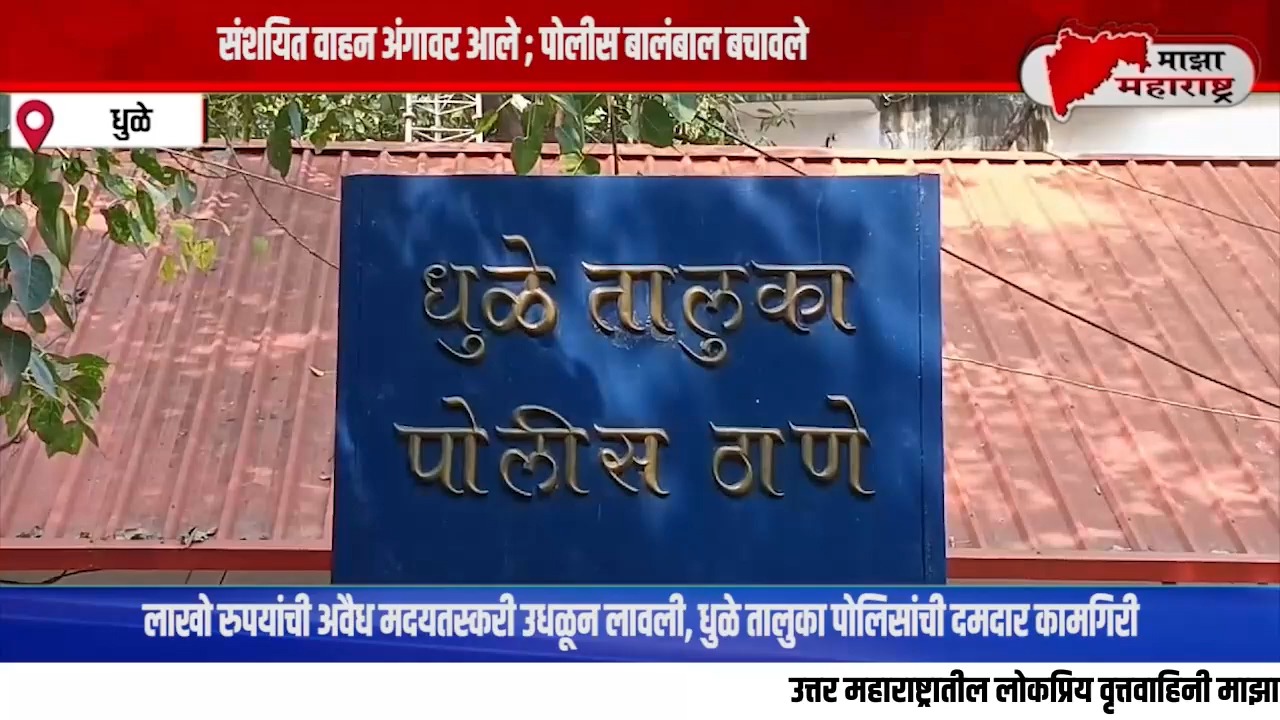 संशयित वाहन अंगावर आले ; पोलीस बालंबाल बचावले
माझा
महाराष्ट्र
धुळे
धुळे तालुका
पोलीस ठाणे
लाखो रुपयांची अवैध मदयतस्करी उधळून लावली, धुळे तालुका पोलिसांची दमदार कामगिरी
उत्तर महाराष्ट्रातील लोकप्रिय वृत्तवाहिनी माझा